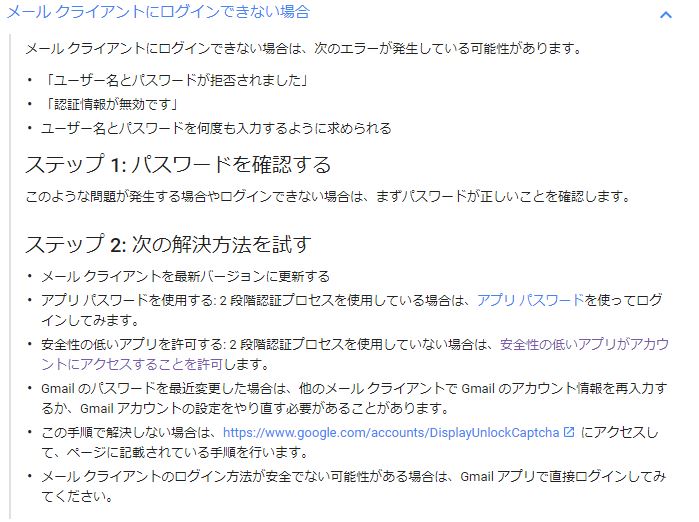 メール クライアントにログインできない場合
メール クライアントにログインできない場合は、次のエラーが発生している可能性があります。
• 「ユーザー名とパスワードが拒否されました」
• 「認証情報が無効です」
• ユーザー名とパスワードを何度も入力するように求められる
ステップ 1: パスワードを確認する
このような問題が発生する場合やログインできない場合は、まずパスワードが正しいことを確認します。
ステップ 2: 次の解決方法を試す
• メール クライアントを最新バージョンに更新する
• アプリ パスワードを使用する: 2 段階認証プロセスを使用している場合は、アプリ パスワードを使ってログ
インしてみます。
• 安全性の低いアプリを許可する: 2 段階認証プロセスを使用していない場合は、安全性の低いアプリがアカウ
ントにアクセスすることを許可します。
• Gmail のパスワードを最近変更した場合は、他のメール クライアントで Gmail のアカウント情報を再入力す
るか、Gmail アカウントの設定をやり直す必要があることがあります。
• この手順で解決しない場合は、https://www.google.com/accounts/DisplayUnlockCaptcha にアクセスし
て、ページに記載されている手順を行います。
• メール クライアントのログイン方法が安全でない可能性がある場合は、Gmail アプリで直接ログインしてみ
てください。